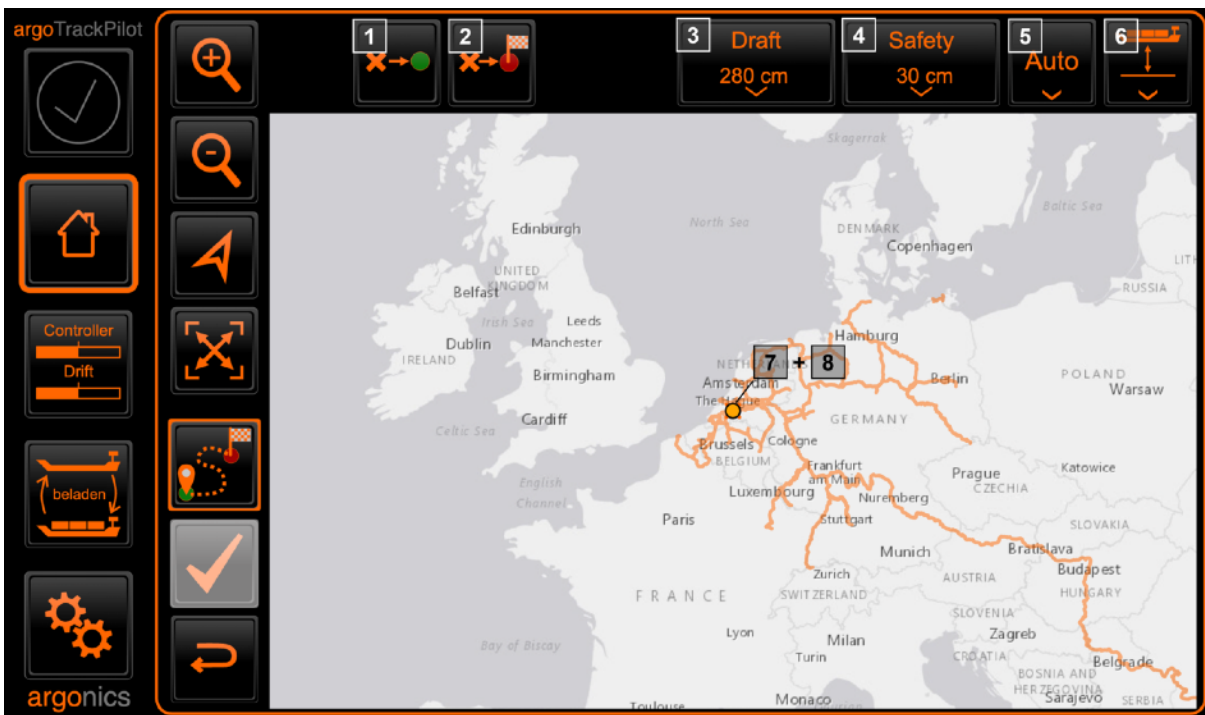 argoTrackPilot
1
2
3 Draft
280 cm
4 Safety
30 cm
5
Auto
6
Controller
Drift
beladen
argonics
Skagerrak
Baltic Sea
North Sea
Edinburgh
DENMARK
Copenhagen
UNITED
KINGDOM
Belfast
LITH
RUSSIA
Irish Sea
Leeds
Dublin
Manchester
Hamburg
IRELAND
NETHERLANDS
7 + 8
Birmingham
Amsterdam
Berlin
POLAND
Warsaw
The Hague
Cardiff
Celtic Sea
GERMANY
Brussels
Cologne
BELGIUM
Frankfurt
am Main
Prague
Katowice
CZECHIA
English
Channel
Luxembourg
Nuremberg
Paris
Stuttgart
SLOVAKIA
Munich
Bratislava
Zurich
Budapest
AUSTRIA
FRANCE
SWITZERLAND
HUNGARY
SLOVENIA
Lyon
Milan
Zagreb
Bay of Biscay
Turin
CROATIA
Belgrade
BOSNIA AND
HERZEGOVINA
Monaco
Sarajevo
SERBIA
Toulouse